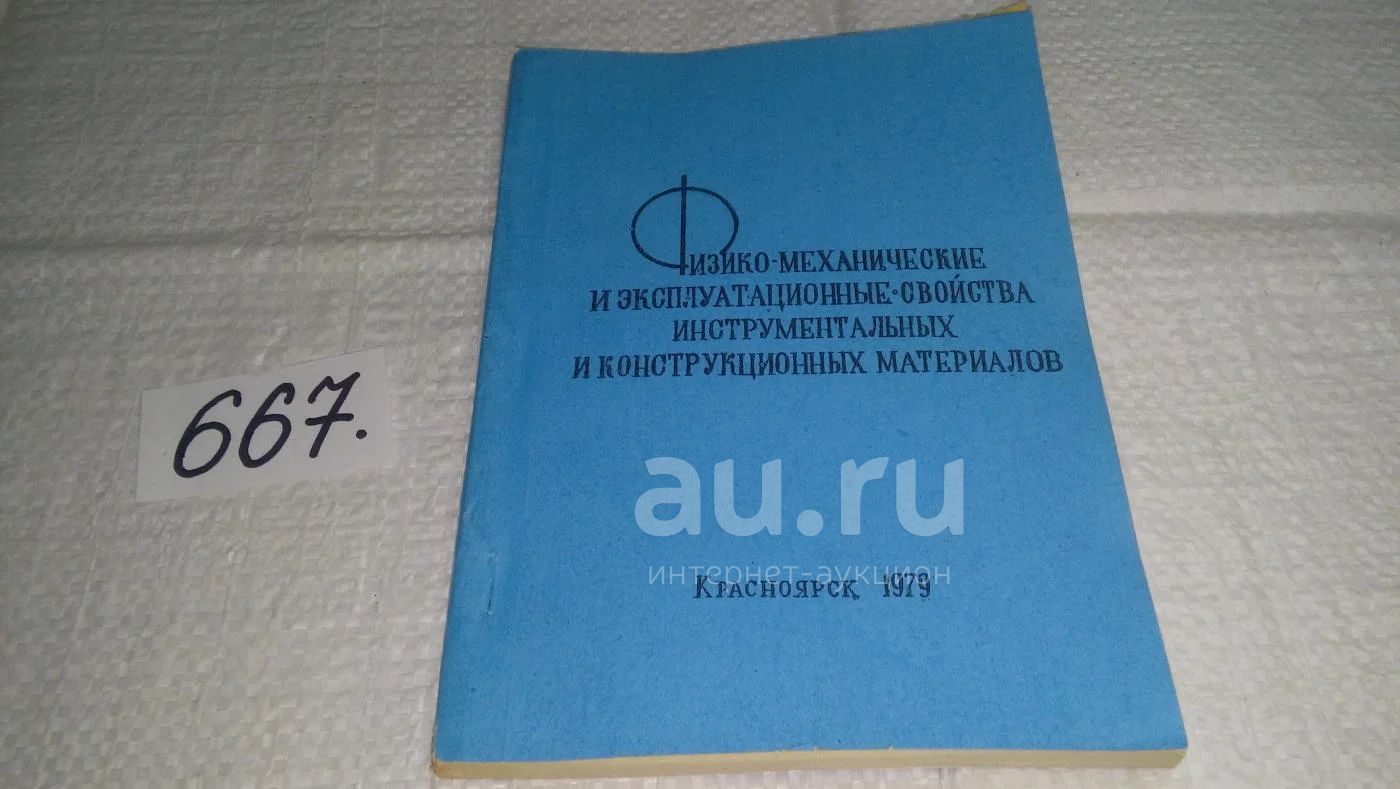 Физико-механические
и эксплуатационные свойства
инструментальных
и конструкционных материалов
667.
au.ru
интернет-аукцион
Красноярск 1979